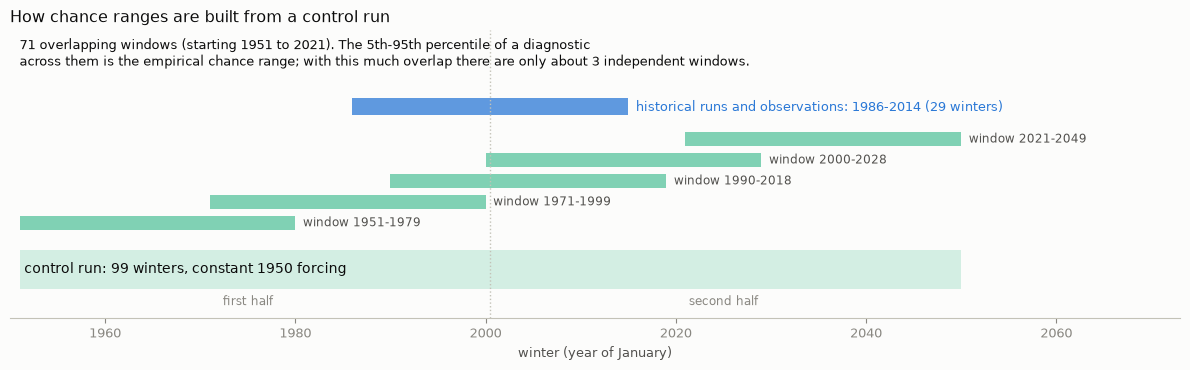 How chance ranges are built from a control run
71 overlapping windows (starting 1951 to 2021). The 5th-95th percentile of a diagnostic
across them is the empirical chance range; with this much overlap there are only about 3 independent windows.
historical runs and observations: 1986-2014 (29 winters)
window 2021-2049
window 2000-2028
window 1990-2018
window 1971-1999
window 1951-1979
control run: 99 winters, constant 1950 forcing
first half second half
1960 1980 2000 2020 2040 2060
winter (year of January)